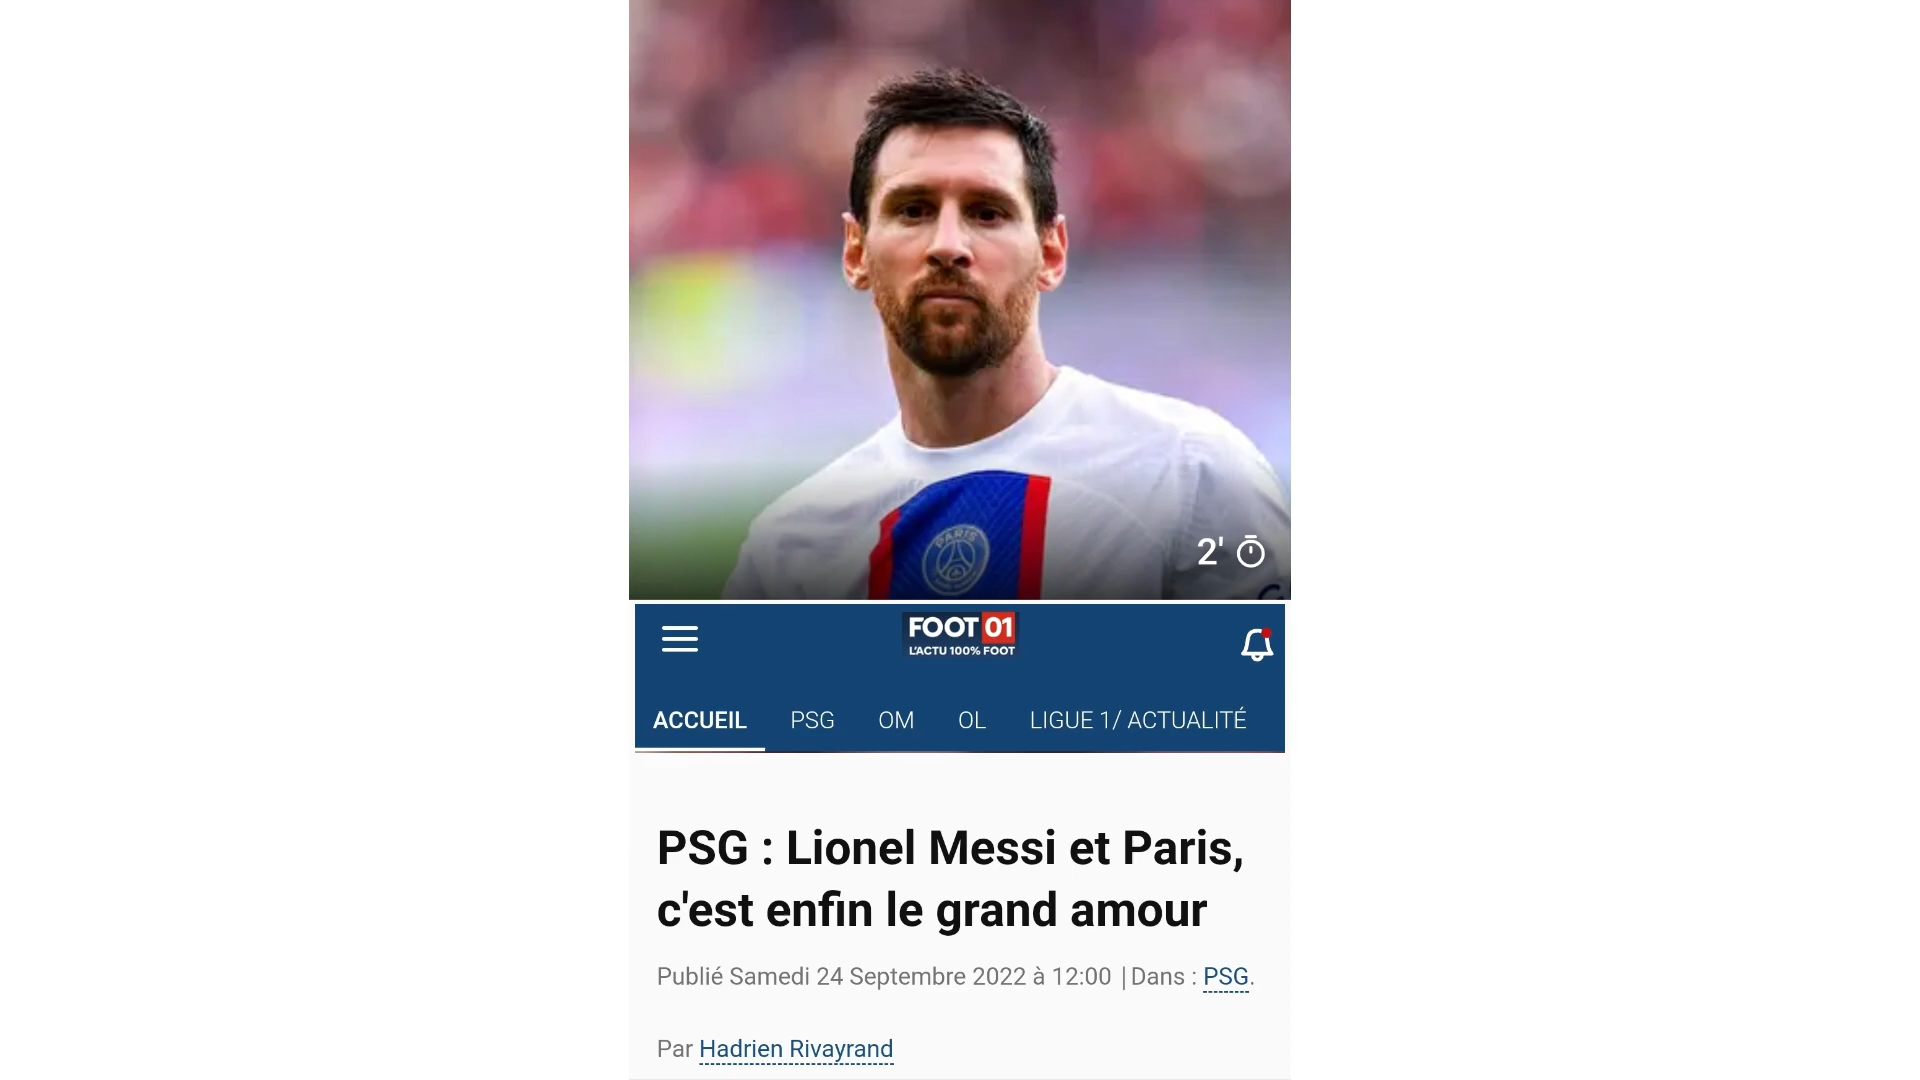 PARIS
2'
FOOT 01
L'ACTU 100% FOOT
ACCUEIL PSG OM OL LIGUE 1/ ACTUALITÉ
PSG : Lionel Messi et Paris,
c'est enfin le grand amour
Publié Samedi 24 Septembre 2022 à 12:00 | Dans : PSG.
Par Hadrien Rivayrand